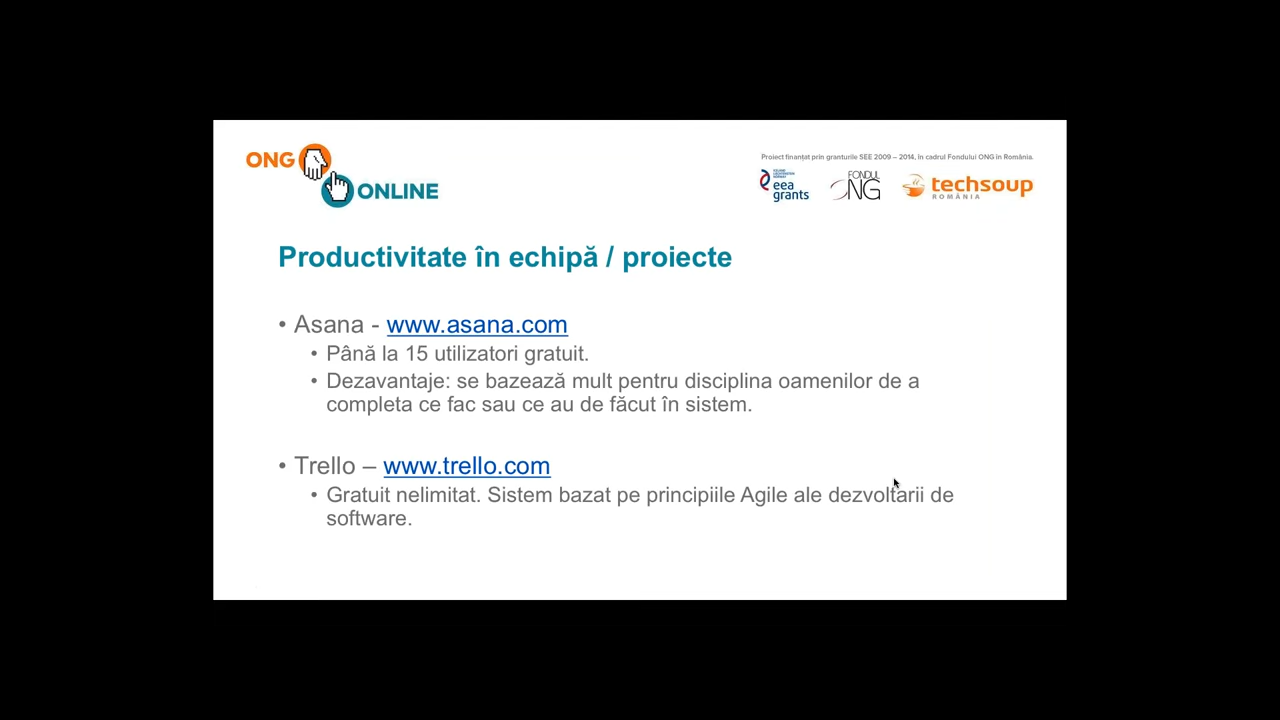 ONG
ONLINE
Proiect finanțat prin granturile SEE 2009 – 2014, în cadrul Fondului ONG în România.
eea
grants
FONDUL
NG
techsoup
ROMÂNIA
Productivitate în echipă / proiecte
• Asana - www.asana.com
• Până la 15 utilizatori gratuit.
• Dezavantaje: se bazează mult pentru disciplina oamenilor de a
completa ce fac sau ce au de făcut în sistem.
• Trello – www.trello.com
• Gratuit nelimitat. Sistem bazat pe principiile Agile ale dezvoltării de
software.